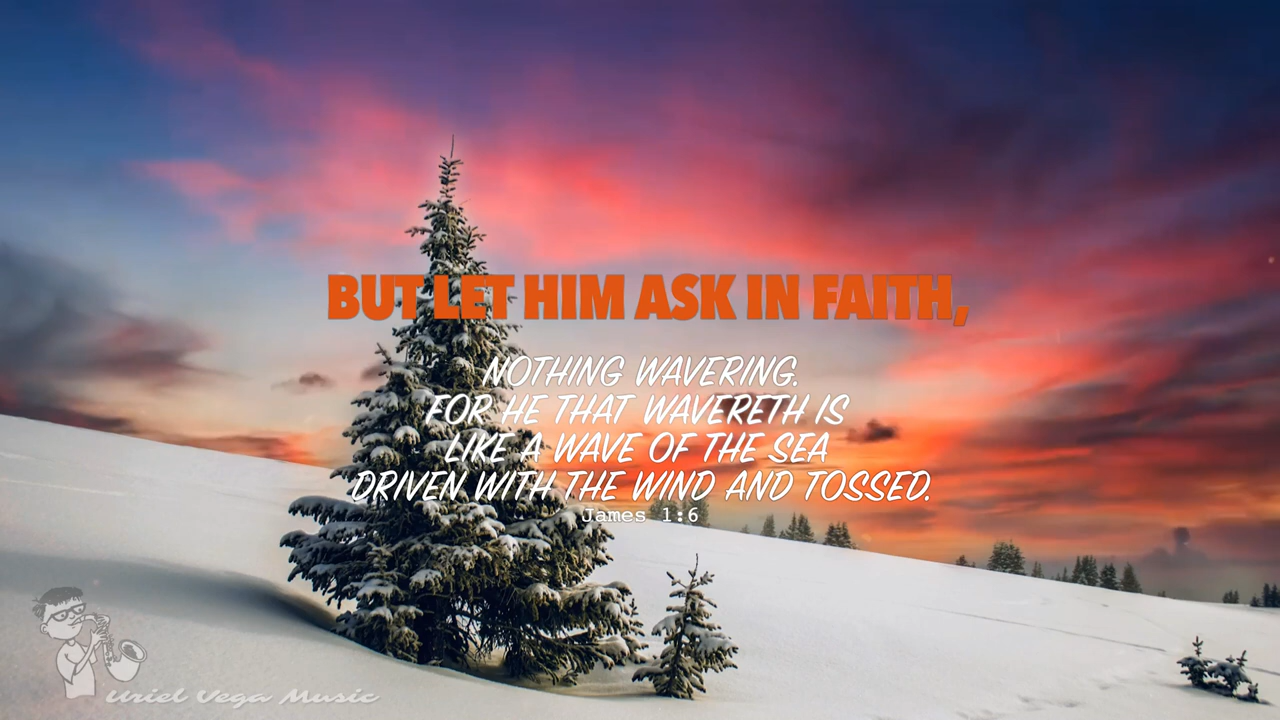 BUT LET HIM ASK IN FAITH,
NOTHING WAVERING.
FOR HE THAT WAVERETH IS
LIKE A WAVE OF THE SEA
DRIVEN WITH THE WIND AND TOSSED.
James 1:6
Uriel Vega Music